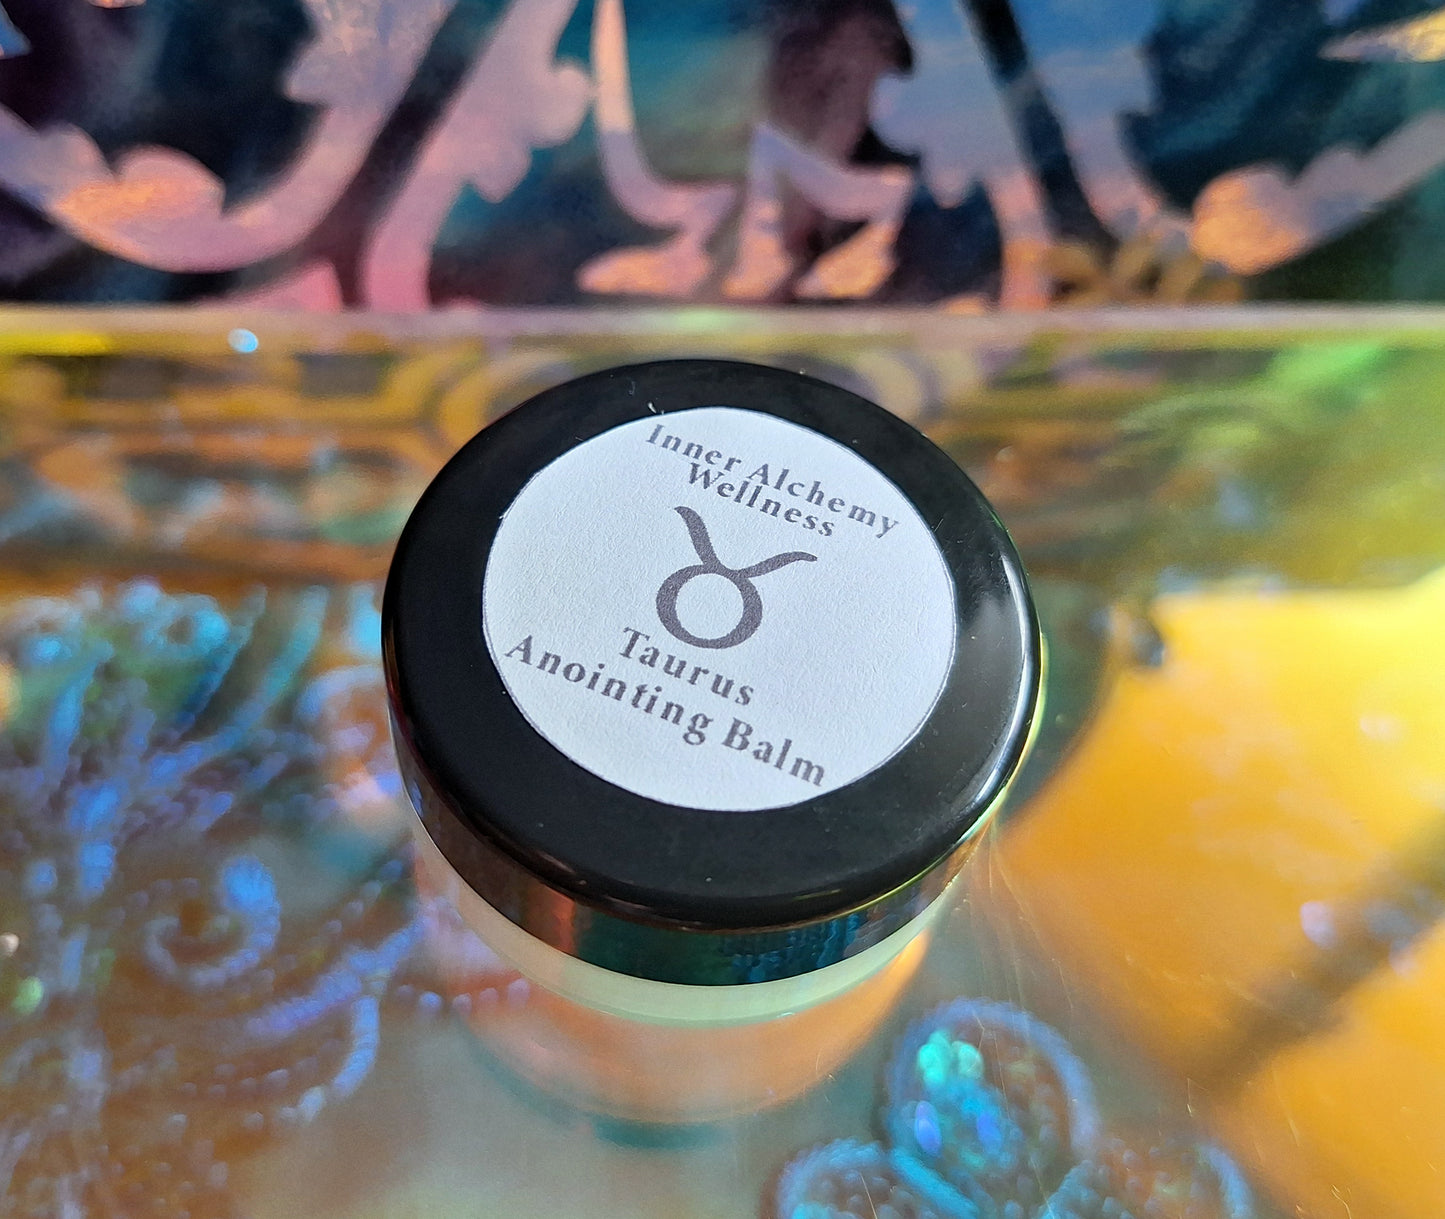 Inner Alchemy
Wellness
Taurus
Anointing Balm